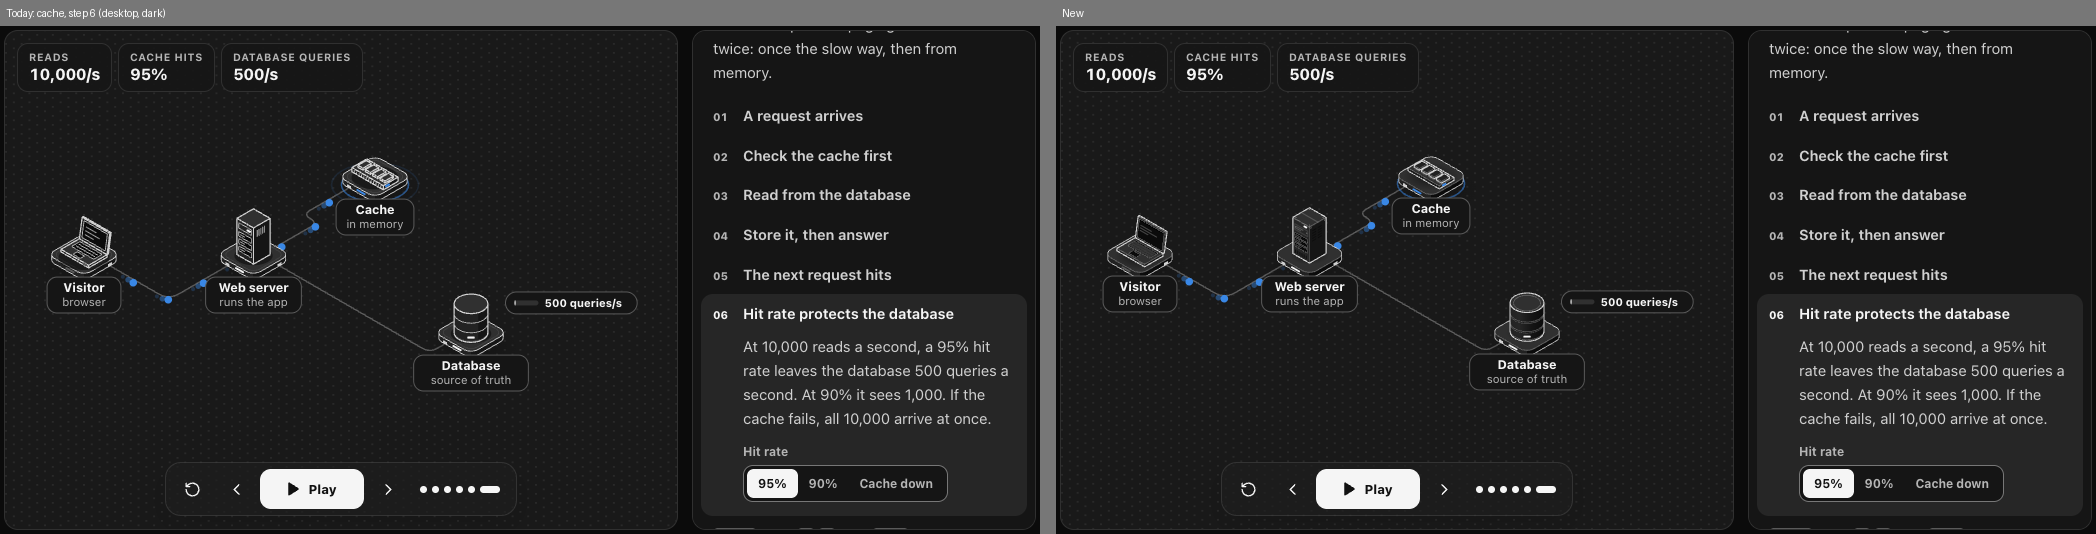 Today: cache, step 6 (desktop, dark)
READS
10,000/s
CACHE HITS
95%
DATABASE QUERIES
500/s
Cache
in memory
Visitor
browser
Web server
runs the app
500 queries/s
Database
source of truth
Play
twice: once the slow way, then from
memory.
01 A request arrives
02 Check the cache first
03 Read from the database
04 Store it, then answer
05 The next request hits
06 Hit rate protects the database
At 10,000 reads a second, a 95% hit
rate leaves the database 500 queries a
second. At 90% it sees 1,000. If the
cache fails, all 10,000 arrive at once.
Hit rate
95% 90% Cache down
New
READS
10,000/s
CACHE HITS
95%
DATABASE QUERIES
500/s
Cache
in memory
Visitor
browser
Web server
runs the app
500 queries/s
Database
source of truth
Play
twice: once the slow way, then from
memory.
01 A request arrives
02 Check the cache first
03 Read from the database
04 Store it, then answer
05 The next request hits
06 Hit rate protects the database
At 10,000 reads a second, a 95% hit
rate leaves the database 500 queries a
second. At 90% it sees 1,000. If the
cache fails, all 10,000 arrive at once.
Hit rate
95% 90% Cache down